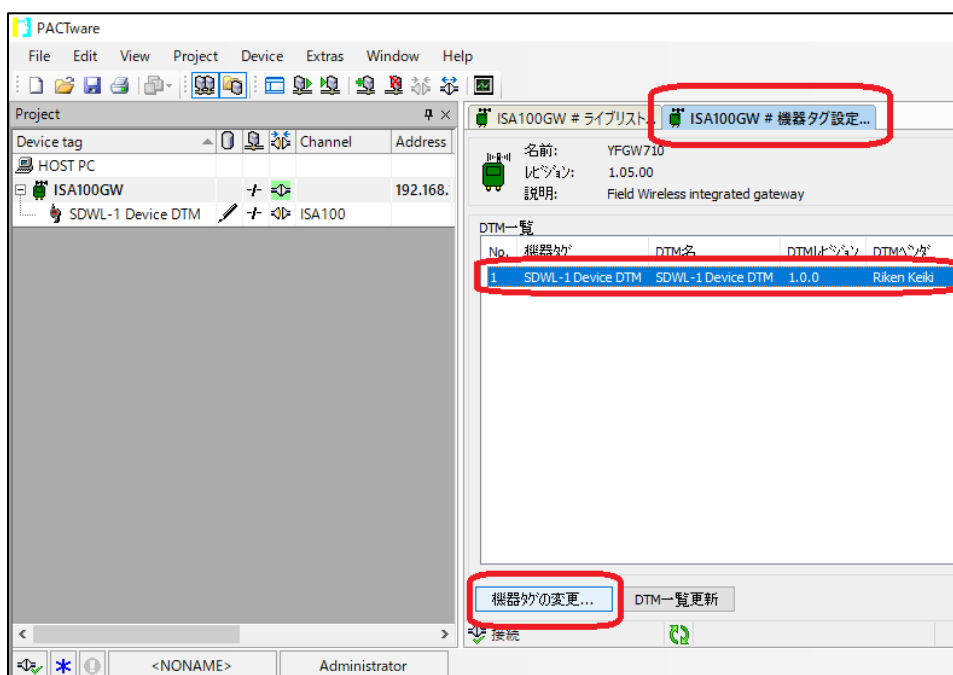 PACTware
File Edit View Project Device Extras Window Help
Project
Device tag Channel Address
HOST PC
ISA100GW 192.168.
SDWL-1 Device DTM ISA100
ISA100GW # ライブリスト... ISA100GW # 機器タグ設定...
名前: YFGW710
ﾚﾋﾞｼﾞｮﾝ: 1.05.00
説明: Field Wireless integrated gateway
DTM一覧
No. 機器ﾀｸﾞ DTM名 DTMﾚﾋﾞｼﾞｮﾝ DTMﾍﾞﾝﾀﾞ
1 SDWL-1 Device DTM SDWL-1 Device DTM 1.0.0 Riken Keiki
機器ﾀｸﾞの変更... DTM一覧更新
接続
<NONAME> Administrator